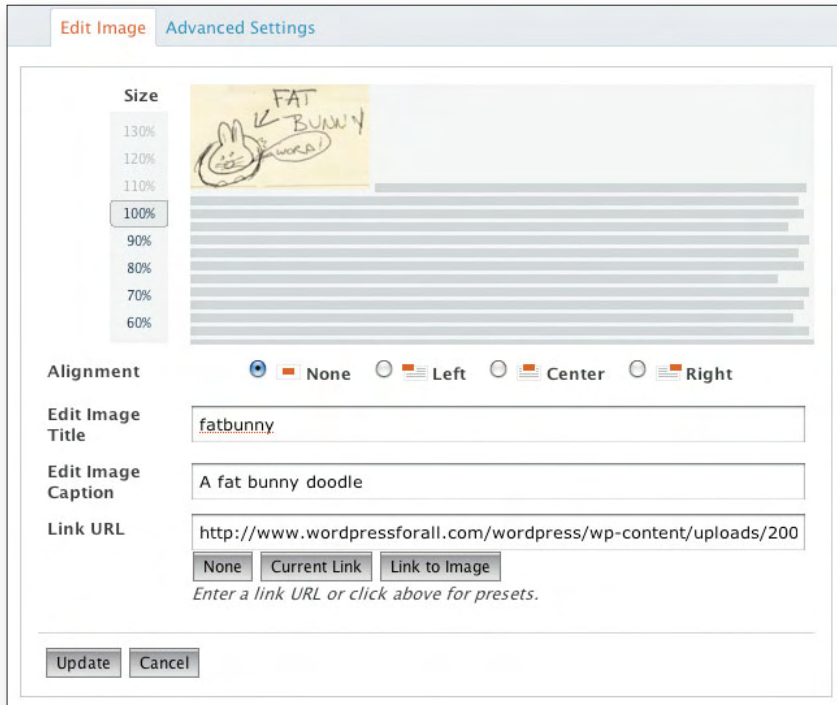 Edit Image Advanced Settings
Size
FAT
BUNNY
130%
120%
110%
100%
90%
80%
70%
60%
Alignment None Left Center Right
Edit Image
Title
fatbunny
Edit Image
Caption
A fat bunny doodle
Link URL
http://www.wordpressforall.com/wordpress/wp-content/uploads/200
None Current Link Link to Image
Enter a link URL or click above for presets.
Update Cancel